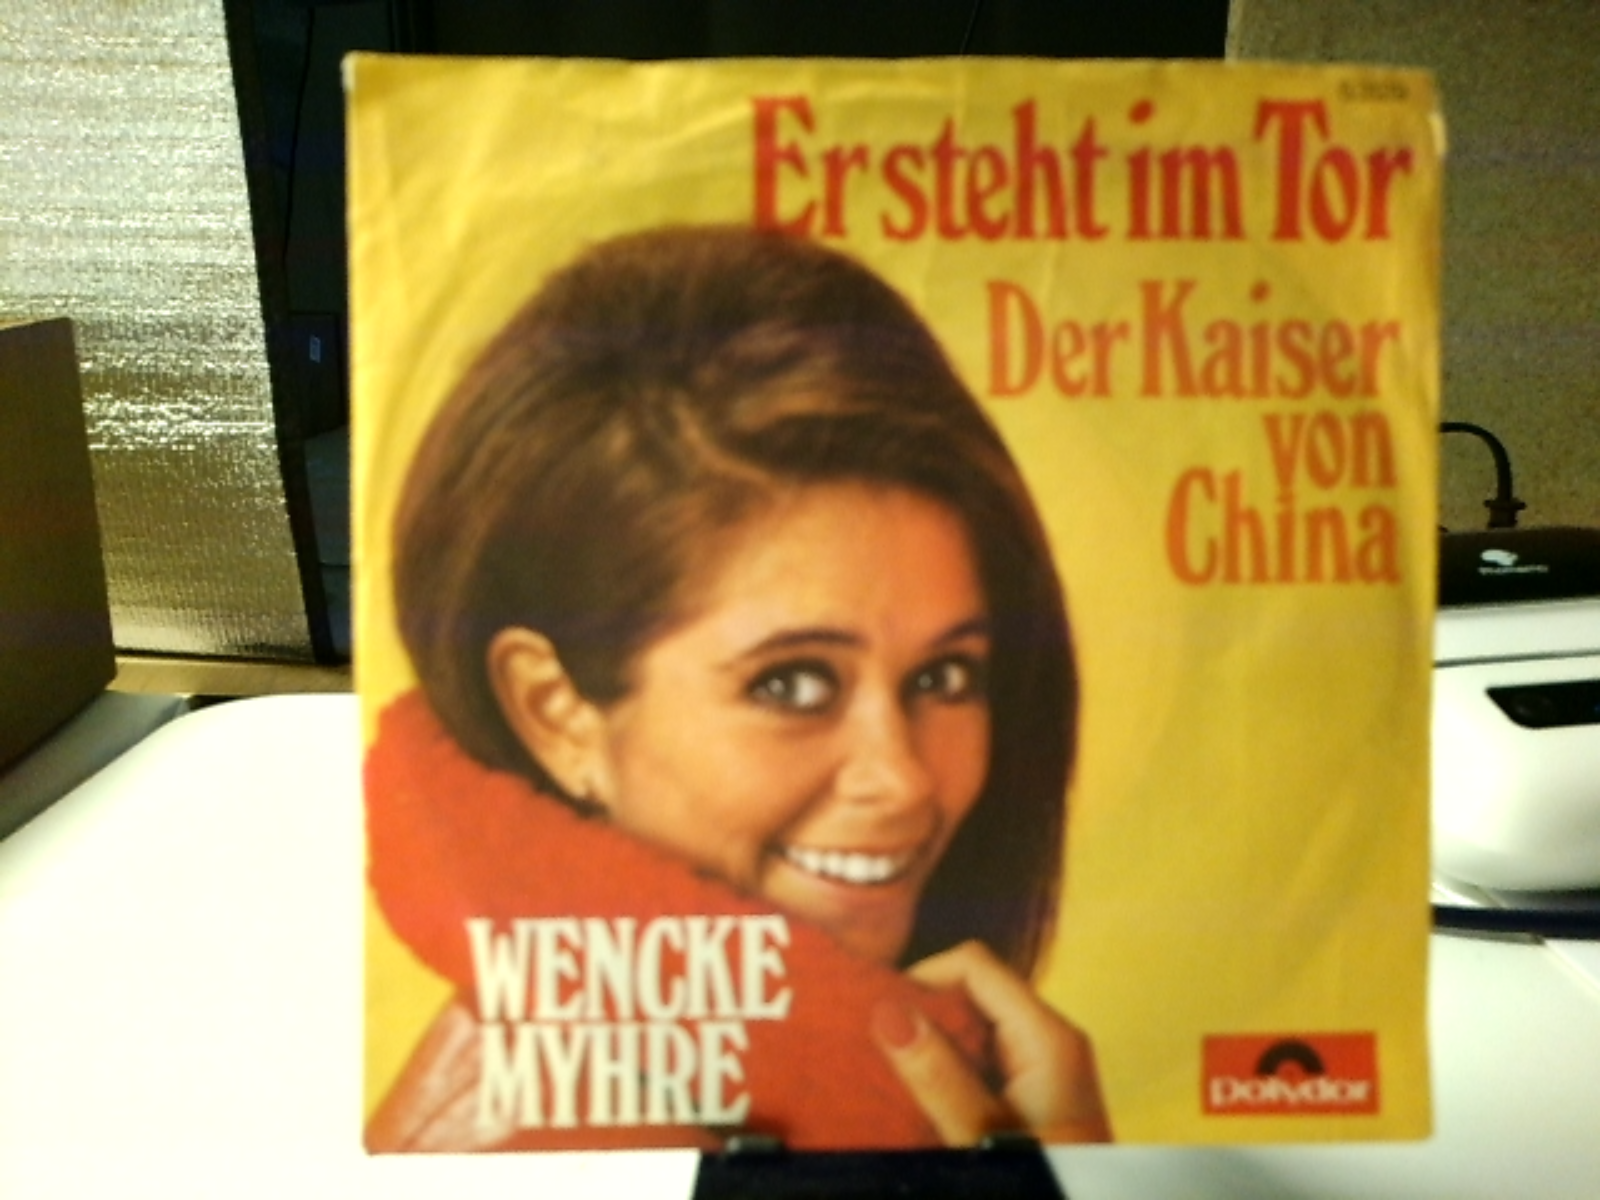 Er steht im Tor
Der Kaiser
von
China
WENCKE
MYHRE
Polydor